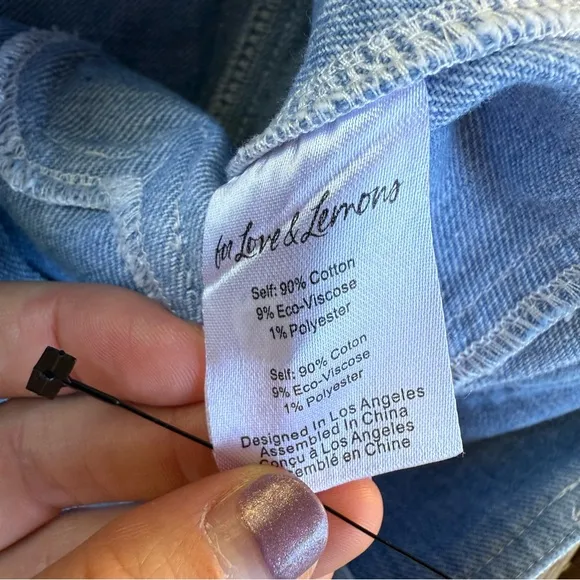 for Love & Lemons
Self: 90% Cotton
9% Eco-Viscose
1% Polyester
Self: 90% Coton
9% Eco-Viscose
1% Polyester
Designed In Los Angeles
Assembled In China
Conçu à Los Angeles
semblé en Chine